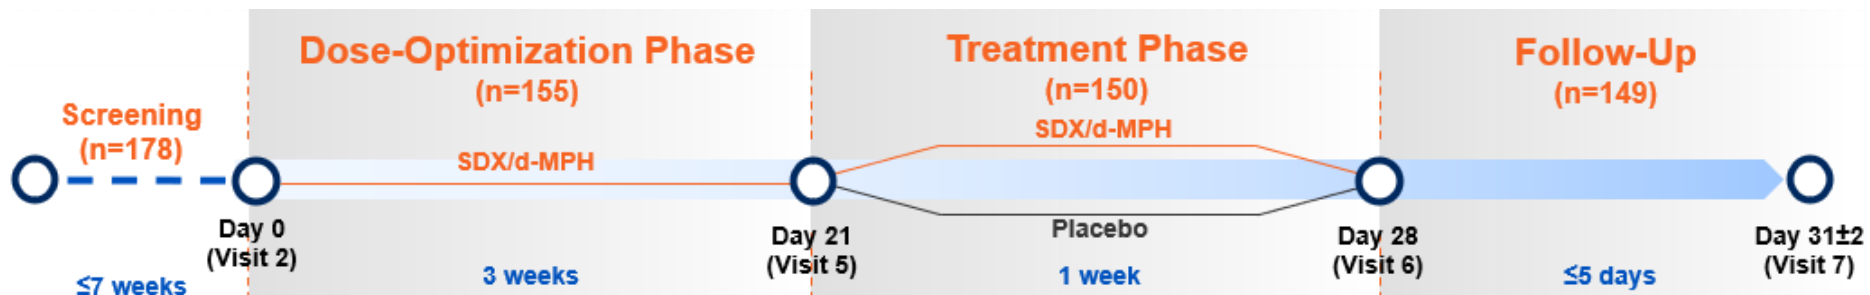 Screening
(n=178)
≤7 weeks
Dose-Optimization Phase
(n=155)
SDX/d-MPH
Day 0
(Visit 2)
3 weeks
Treatment Phase
(n=150)
SDX/d-MPH
Placebo
Day 21
(Visit 5)
1 week
Day 28
(Visit 6)
Follow-Up
(n=149)
≤5 days
Day 31±2
(Visit 7)